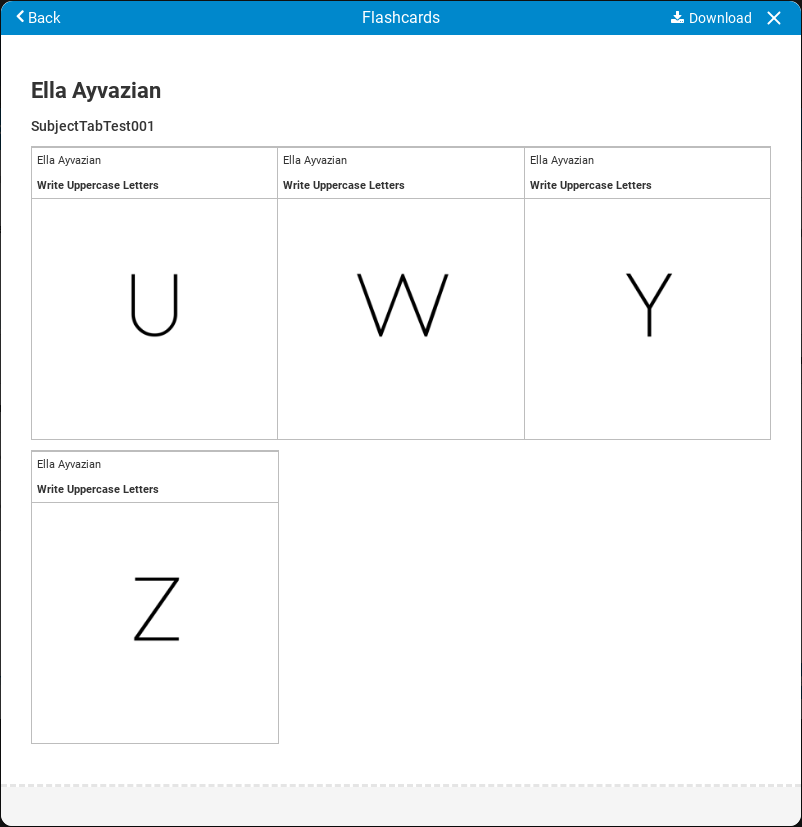 Back Flashcards Download
Ella Ayvazian
SubjectTabTest001
Ella Ayvazian
Write Uppercase Letters
U
Ella Ayvazian
Write Uppercase Letters
W
Ella Ayvazian
Write Uppercase Letters
Y
Ella Ayvazian
Write Uppercase Letters
Z